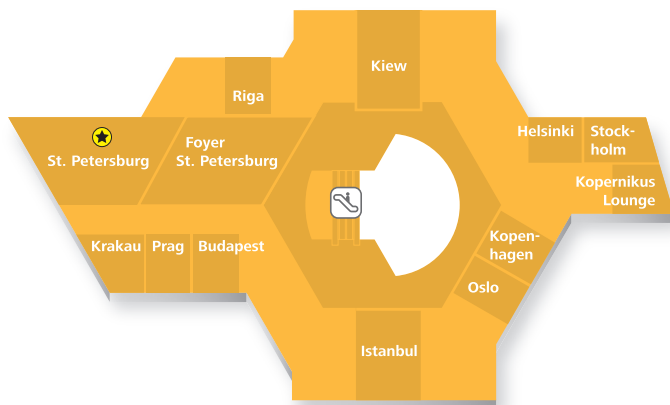 Kiew
Riga
Helsinki
Stock-
holm
St. Petersburg
Foyer
St. Petersburg
Kopernikus
Lounge
Krakau
Prag
Budapest
Kopen-
hagen
Oslo
Istanbul